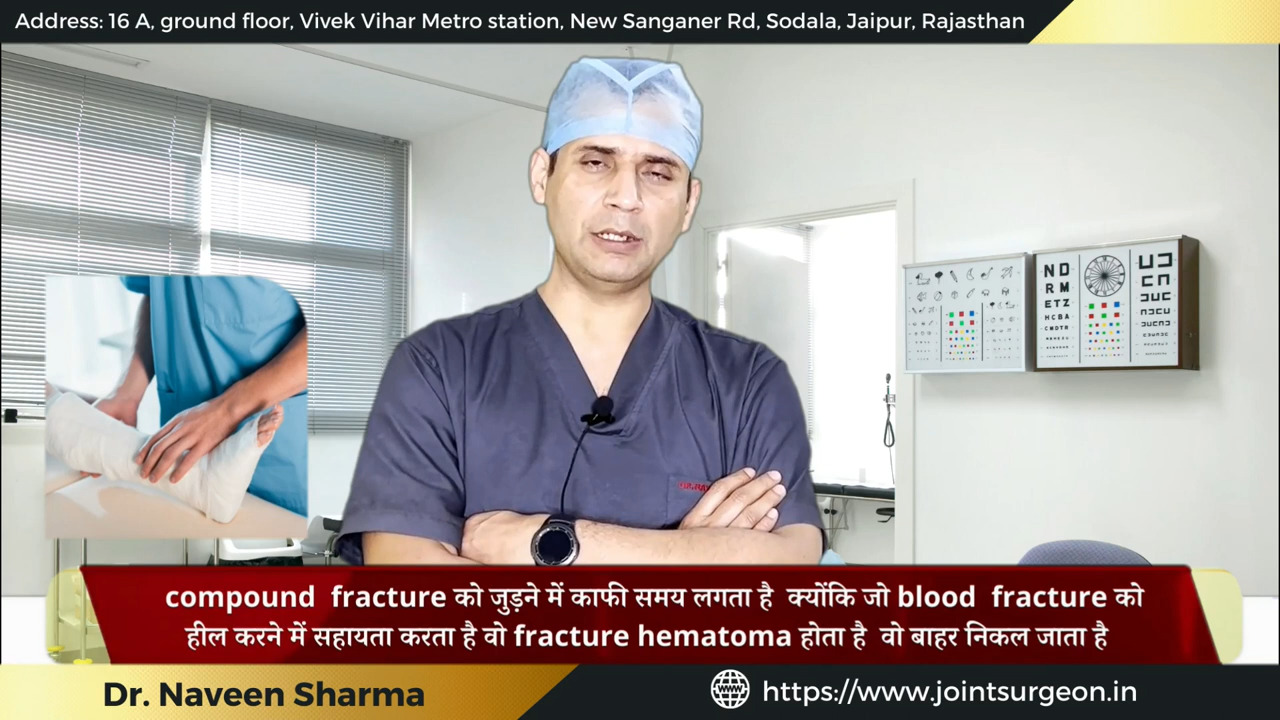 Address: 16 A, ground floor, Vivek Vihar Metro station, New Sanganer Rd, Sodala, Jaipur, Rajasthan
N D
R M
E T Z
H C B A
compound fracture को जुड़ने में काफी समय लगता है क्योंकि जो blood fracture को
हील करने में सहायता करता है वो fracture hematoma होता है वो बाहर निकल जाता है
Dr. Naveen Sharma
https://www.jointsurgeon.in